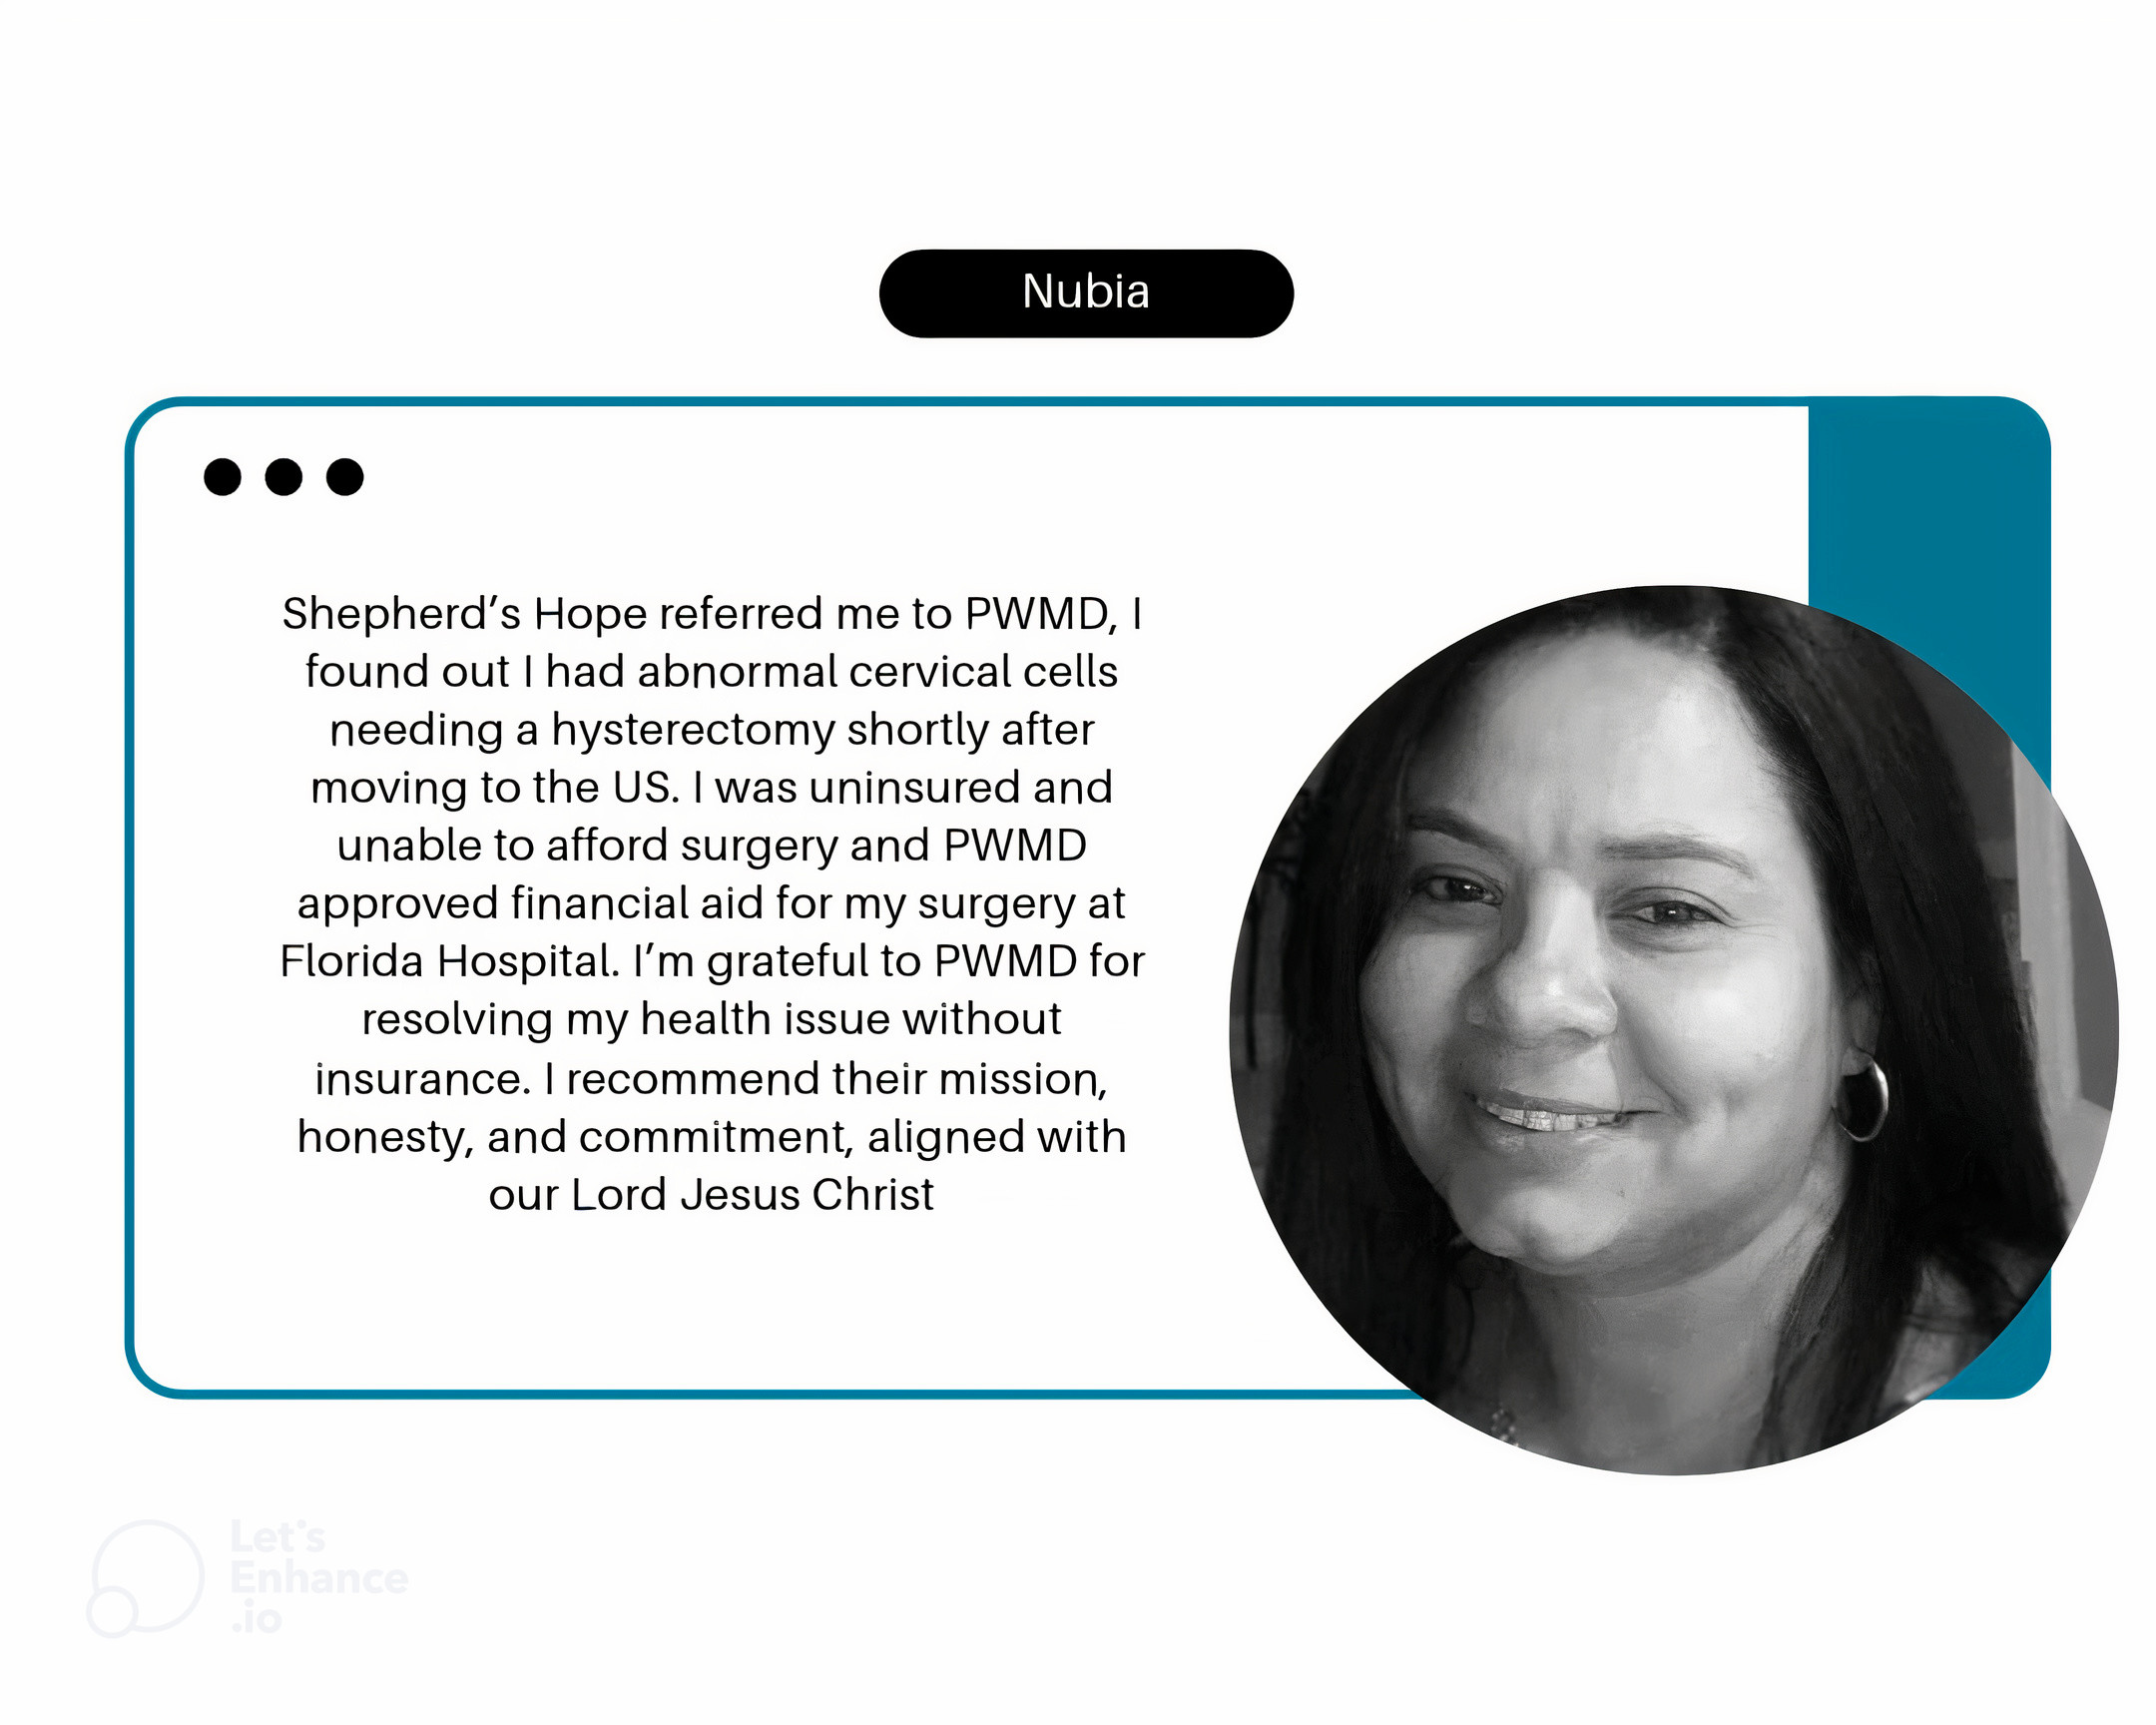 Nubia
Shepherd’s Hope referred me to PWMD, I
found out I had abnormal cervical cells
needing a hysterectomy shortly after
moving to the US. I was uninsured and
unable to afford surgery and PWMD
approved financial aid for my surgery at
Florida Hospital. I’m grateful to PWMD for
resolving my health issue without
insurance. I recommend their mission,
honesty, and commitment, aligned with
our Lord Jesus Christ
Let's
Enhance
.io